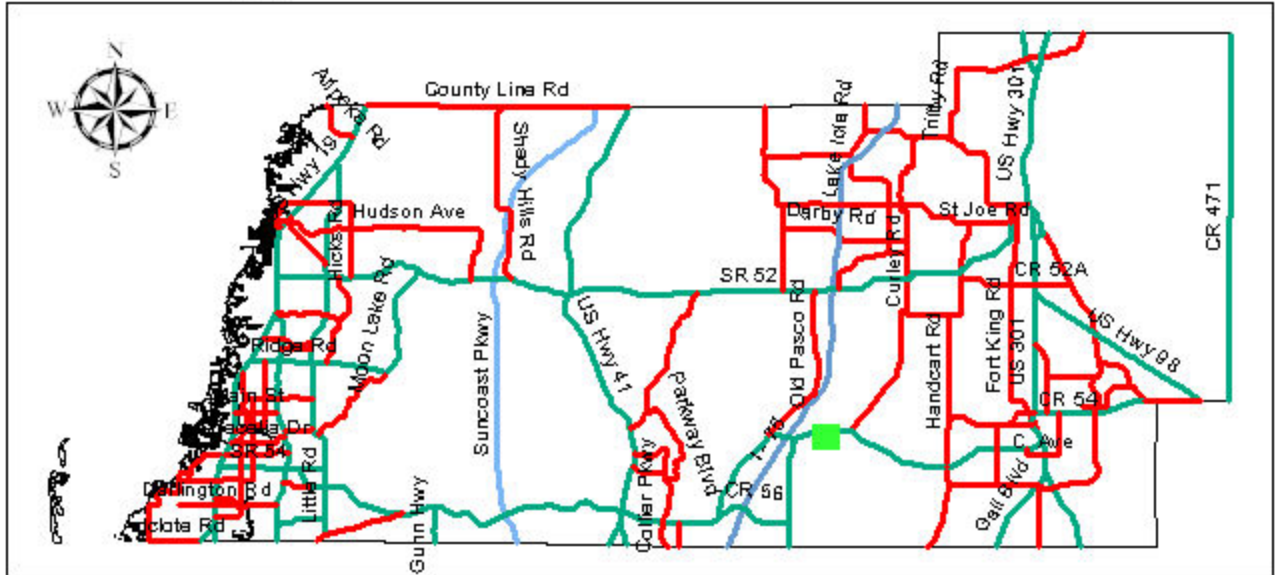 N
W E
S
Aripeka Rd
County Line Rd
Hwy 19
Shady Hills Rd
Lake Iola Rd
Trilby Rd
US Hwy 301
CR 471
Hicks Rd
Hudson Ave
Darby Rd
St Joe Rd
Curley Rd
Moon Lake Rd
SR 52
CR 52A
Old Pasco Rd
Fort King Rd
US 301
US Hwy 98
Ridge Rd
Suncoast Pkwy
US Hwy 41
Handcart Rd
Main St
Parkway Blvd
CR 54
I-75
SR 54
C Ave
Little Rd
Darlington Rd
Collier Pkwy
CR 56
Gall Blvd
Gunn Hwy